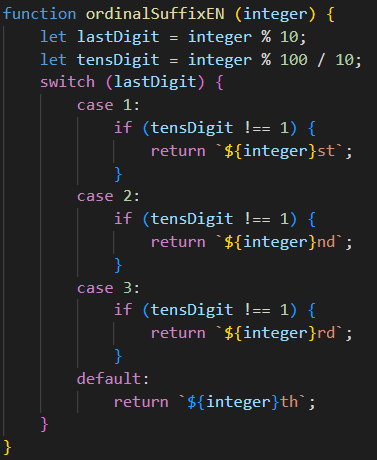 function ordinalSuffixEN (integer) {
    let lastDigit = integer % 10;
    let tensDigit = integer % 100 / 10;
    switch (lastDigit) {
        case 1:
            if (tensDigit !== 1) {
                return `${integer}st`;
            }
        case 2:
            if (tensDigit !== 1) {
                return `${integer}nd`;
            }
        case 3:
            if (tensDigit !== 1) {
                return `${integer}rd`;
            }
        default:
            return `${integer}th`;
    }
}